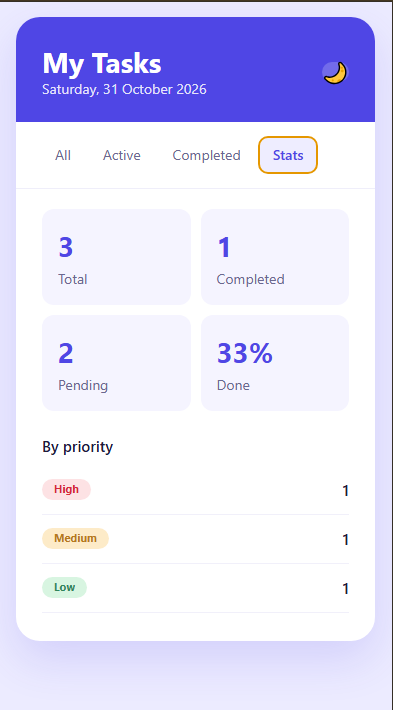 My Tasks
Saturday, 31 October 2026
All Active Completed Stats
3 1
Total Completed
2 33%
Pending Done
By priority
High 1
Medium 1
Low 1